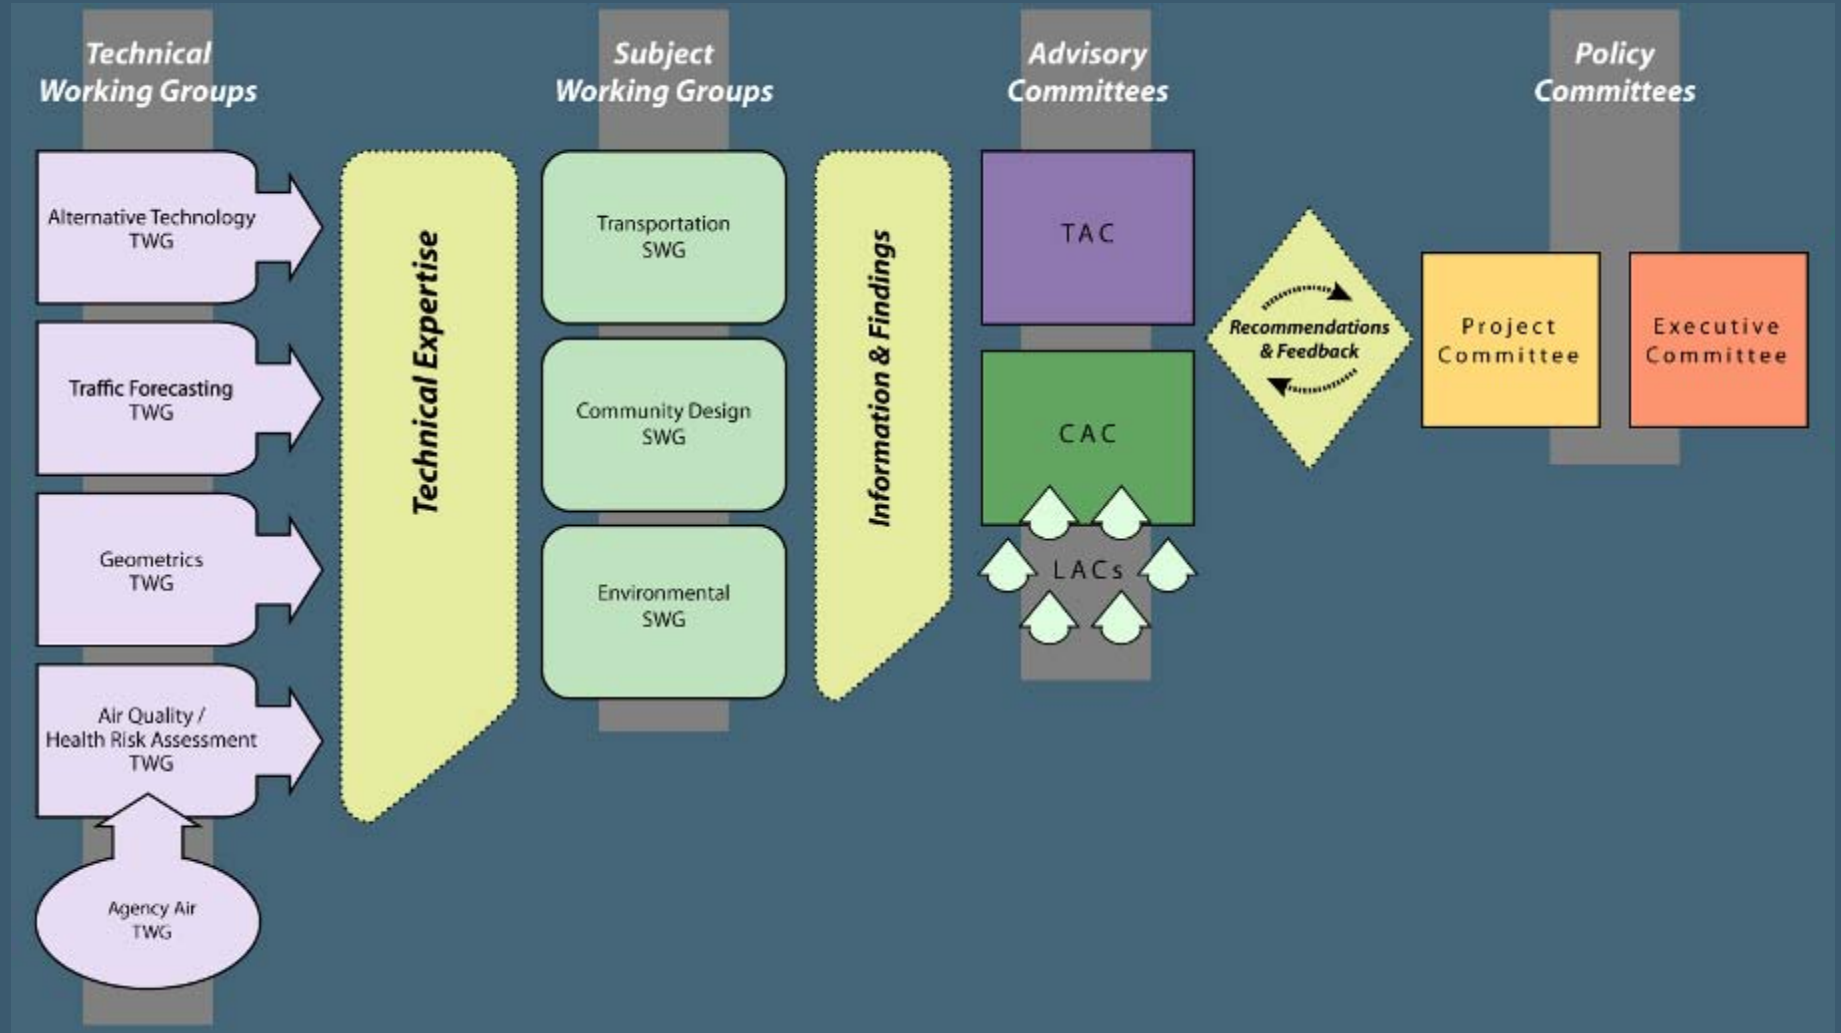 Technical
Working Groups
Subject
Working Groups
Advisory
Committees
Policy
Committees
Alternative Technology
TWG
Traffic Forecasting
TWG
Geometrics
TWG
Air Quality /
Health Risk Assessment
TWG
Agency Air
TWG
Technical Expertise
Transportation
SWG
Community Design
SWG
Environmental
SWG
Information & Findings
TAC
CAC
LACs
Recommendations
& Feedback
Project
Committee
Executive
Committee